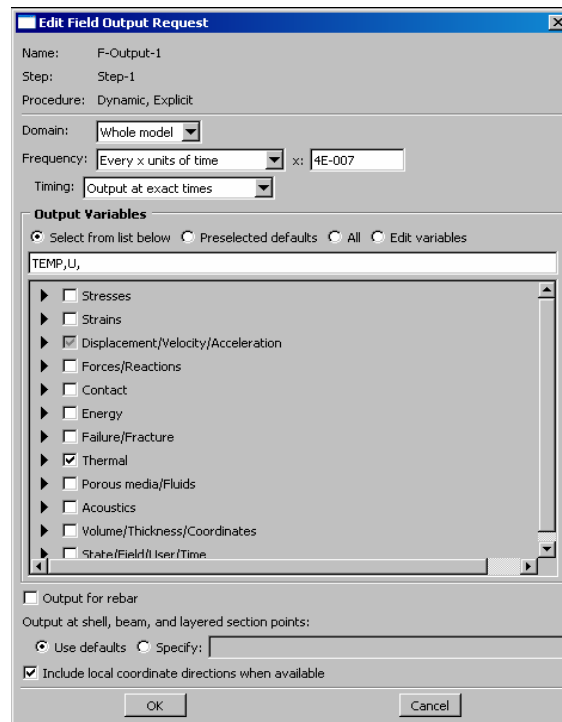 Edit Field Output Request
Name: F-Output-1
Step: Step-1
Procedure: Dynamic, Explicit
Domain: Whole model
Frequency: Every x units of time x: 4E-007
Timing: Output at exact times
Output Variables
Select from list below Preselected defaults All Edit variables
TEMP,U,
Stresses
Strains
Displacement/Velocity/Acceleration
Forces/Reactions
Contact
Energy
Failure/Fracture
Thermal
Porous media/Fluids
Acoustics
Volume/Thickness/Coordinates
State/Field/User/Time
Output for rebar
Output at shell, beam, and layered section points:
Use defaults Specify:
Include local coordinate directions when available
OK Cancel